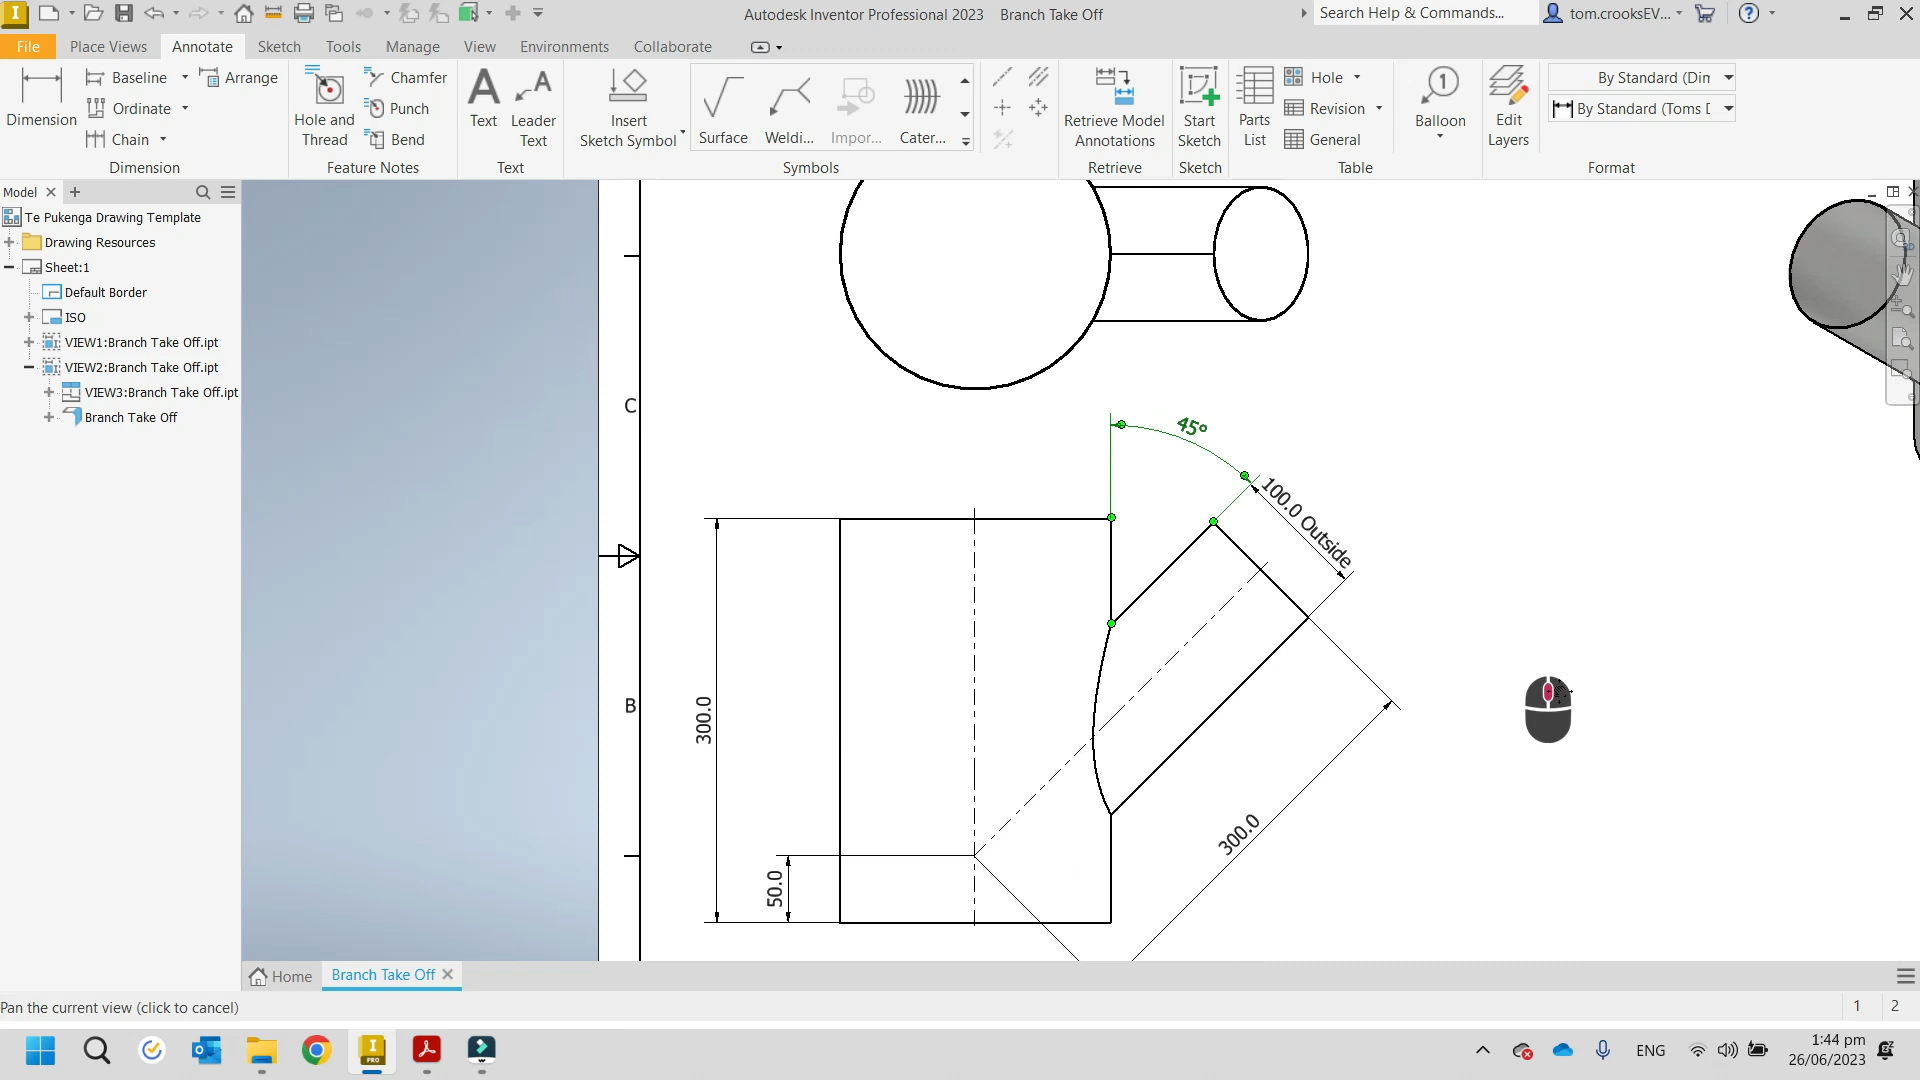 Autodesk Inventor Professional 2023 Branch Take Off
Search Help & Commands...
tom.crooksEV...
File
Place Views
Annotate
Sketch
Tools
Manage
View
Environments
Collaborate
Dimension
Baseline
Ordinate
Chain
Arrange
Dimension
Hole and
Thread
Chamfer
Punch
Bend
Feature Notes
Text
Leader
Text
Text
Insert
Sketch Symbol
Surface
Weldi...
Impor...
Cater...
Symbols
Retrieve Model
Annotations
Retrieve
Start
Sketch
Sketch
Parts
List
Hole
Revision
General
Table
Balloon
Edit
Layers
By Standard (Din
By Standard (Toms D
Format
Model
Te Pukenga Drawing Template
Drawing Resources
Sheet:1
Default Border
ISO
VIEW1:Branch Take Off.ipt
VIEW2:Branch Take Off.ipt
VIEW3:Branch Take Off.ipt
Branch Take Off
C
B
45°
100.0 Outside
300.0
300.0
50.0
Home
Branch Take Off
Pan the current view (click to cancel)
1
2
ENG
1:44 pm
26/06/2023